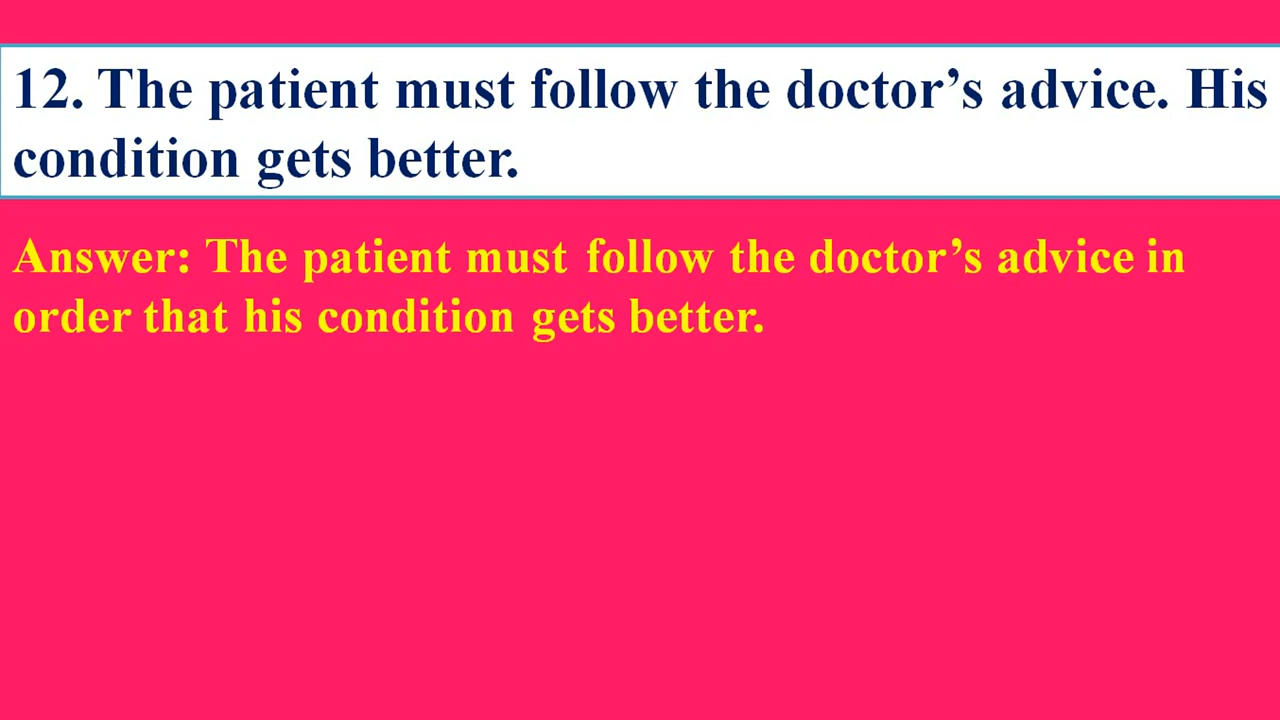 12. The patient must follow the doctor’s advice. His
condition gets better.
Answer: The patient must follow the doctor’s advice in
order that his condition gets better.